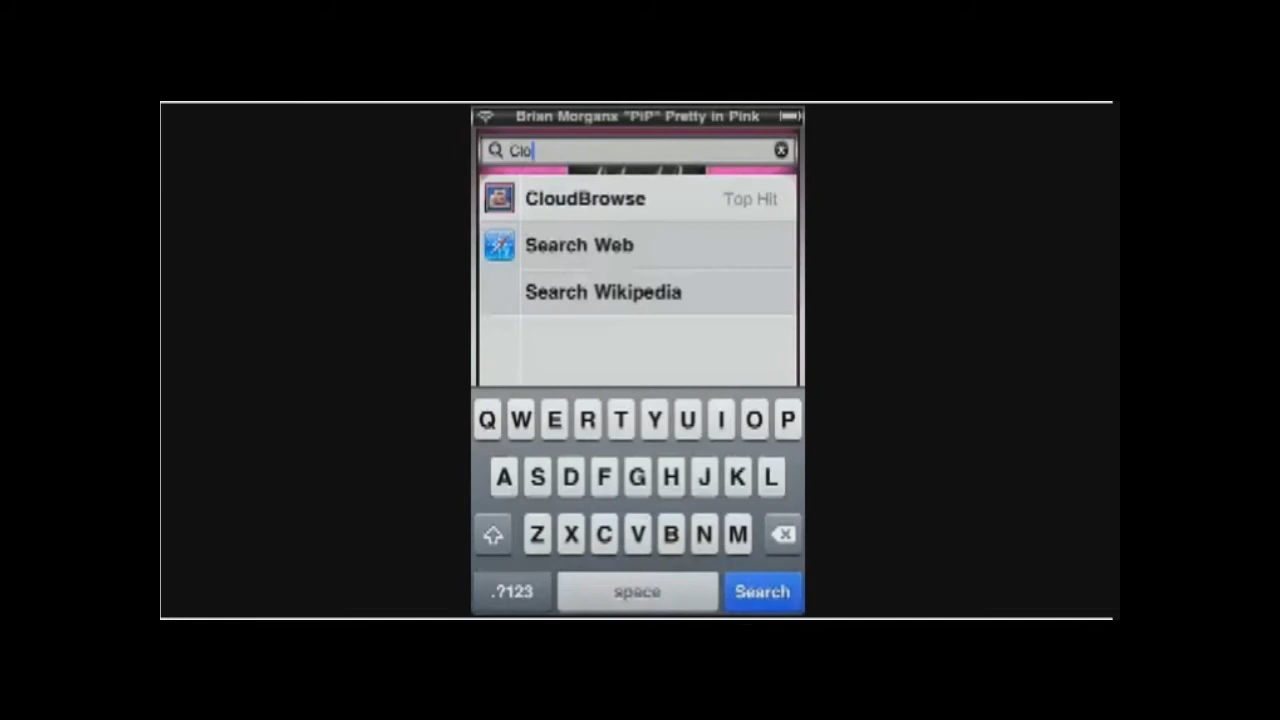 Brian Morganx "PiP" Pretty in Pink
Clo
CloudBrowse Top Hit
Search Web
Search Wikipedia
Q W E R T Y U I O P
A S D F G H J K L
Z X C V B N M
.?123 space Search